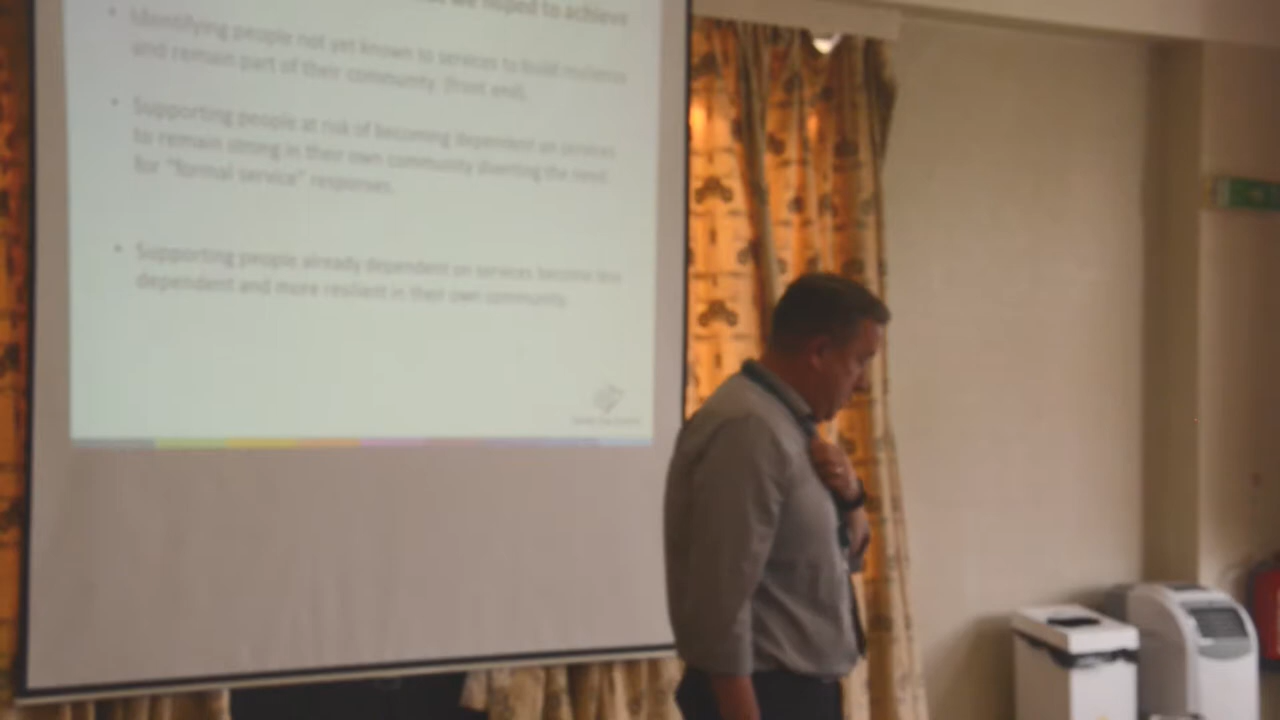 we hoped to achieve
Identifying people not yet known to services to build resilience
and remain part of their community. (front end).
Supporting people at risk of becoming dependent on services
to remain strong in their own community diverting the need
for "formal service" responses.
Supporting people already dependent on services become less
dependent and more resilient in their own community.